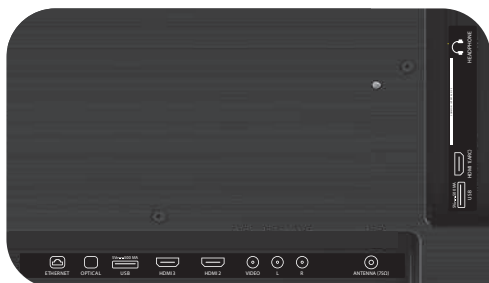 HEADPHONE
HDMI 1(ARC)
USB
ETHERNET
OPTICAL
USB
HDMI 3
HDMI 2
VIDEO
L
R
ANTENNA (75Ω)